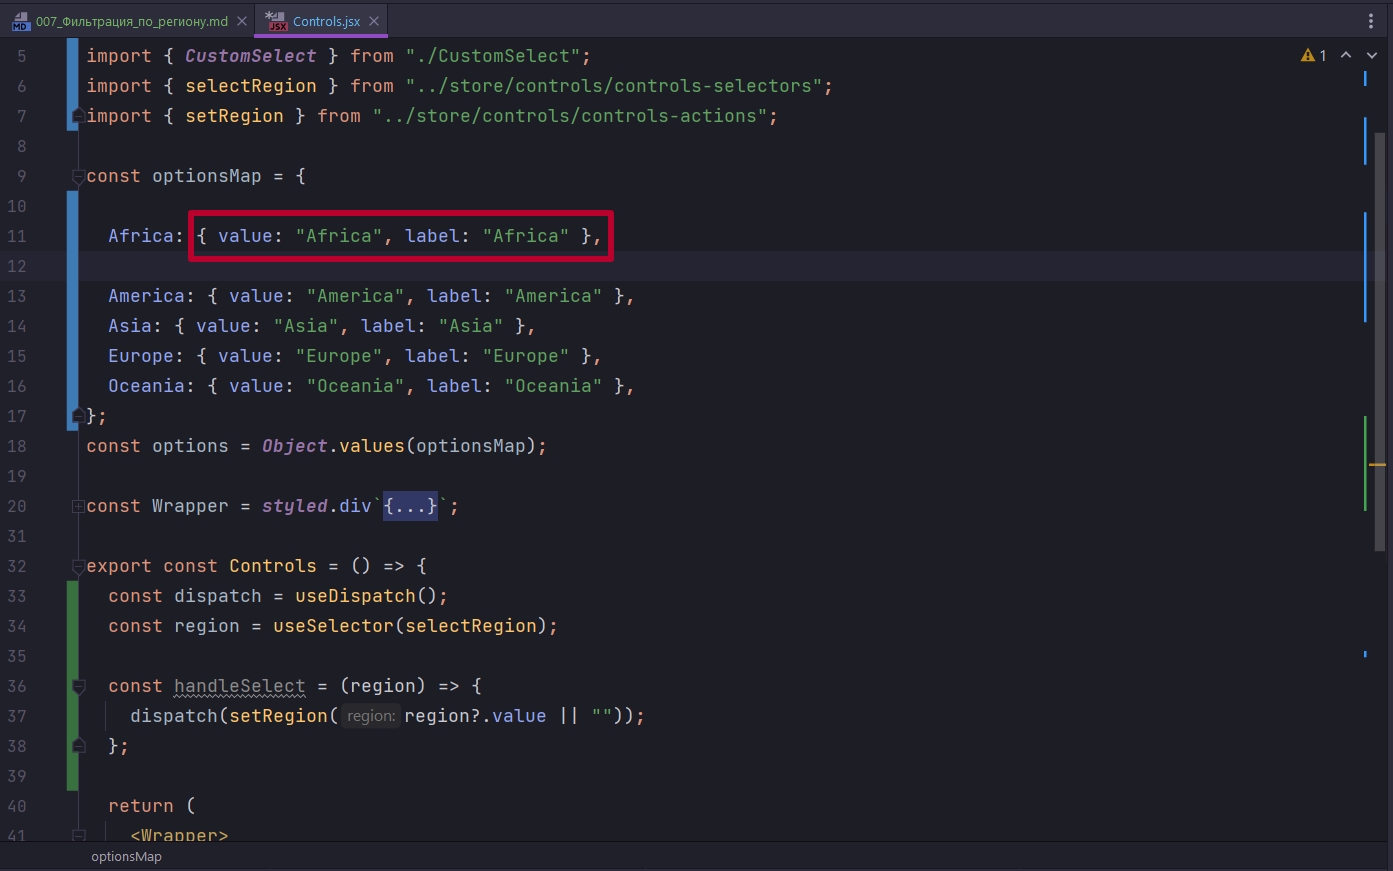 007_Фильтрация_по_региону.md
Controls.jsx
5 import { CustomSelect } from "./CustomSelect";
6 import { selectRegion } from "../store/controls/controls-selectors";
7 import { setRegion } from "../store/controls/controls-actions";
8
9 const optionsMap = {
10
11 Africa: { value: "Africa", label: "Africa" },
12
13 America: { value: "America", label: "America" },
14 Asia: { value: "Asia", label: "Asia" },
15 Europe: { value: "Europe", label: "Europe" },
16 Oceania: { value: "Oceania", label: "Oceania" },
17 };
18 const options = Object.values(optionsMap);
19
20 const Wrapper = styled.div`{...}`;
31
32 export const Controls = () => {
33 const dispatch = useDispatch();
34 const region = useSelector(selectRegion);
35
36 const handleSelect = (region) => {
37 dispatch(setRegion( region: region?.value || ""));
38 };
39
40 return (
41 <Wrapper>
optionsMap
1
MD
JSX